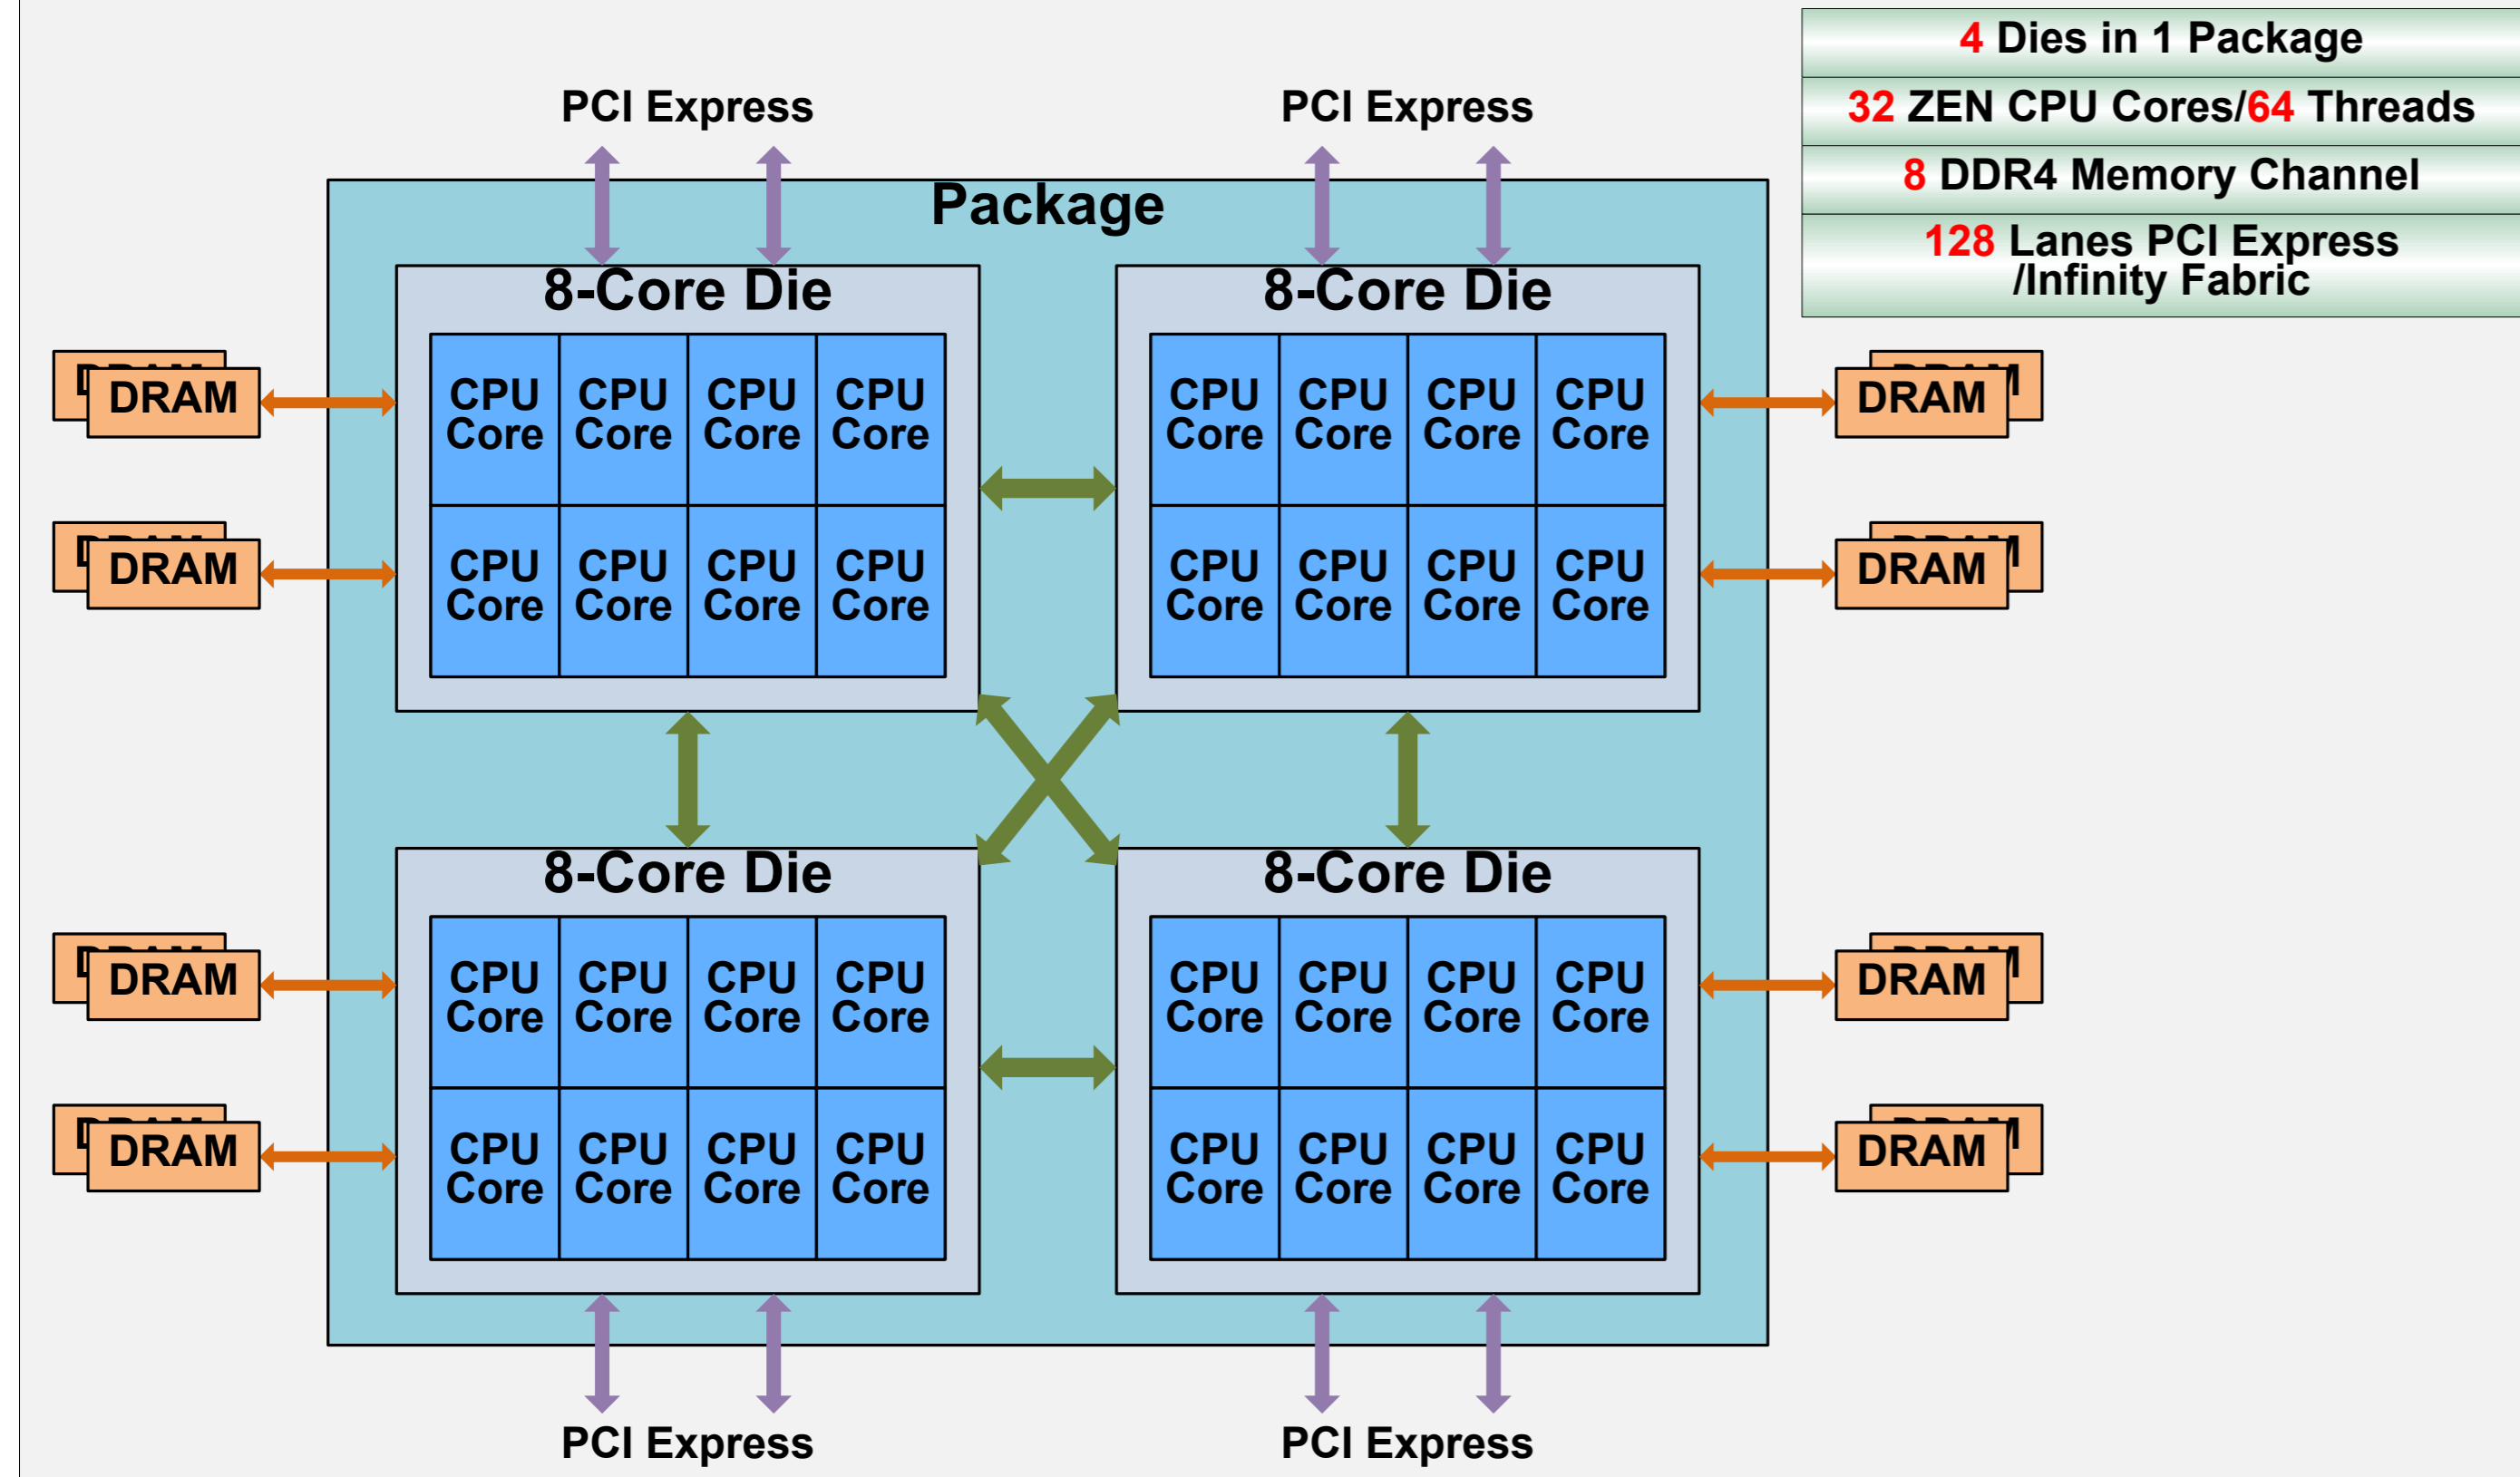 4 Dies in 1 Package
32 ZEN CPU Cores/64 Threads
8 DDR4 Memory Channel
128 Lanes PCI Express
/Infinity Fabric
PCI Express PCI Express
Package
8-Core Die 8-Core Die
CPU CPU CPU CPU CPU CPU CPU CPU
Core Core Core Core Core Core Core Core
DRAM DRAM
CPU CPU CPU CPU CPU CPU CPU CPU
Core Core Core Core Core Core Core Core
DRAM DRAM
8-Core Die 8-Core Die
CPU CPU CPU CPU CPU CPU CPU CPU
Core Core Core Core Core Core Core Core
DRAM DRAM
CPU CPU CPU CPU CPU CPU CPU CPU
Core Core Core Core Core Core Core Core
DRAM DRAM
PCI Express PCI Express